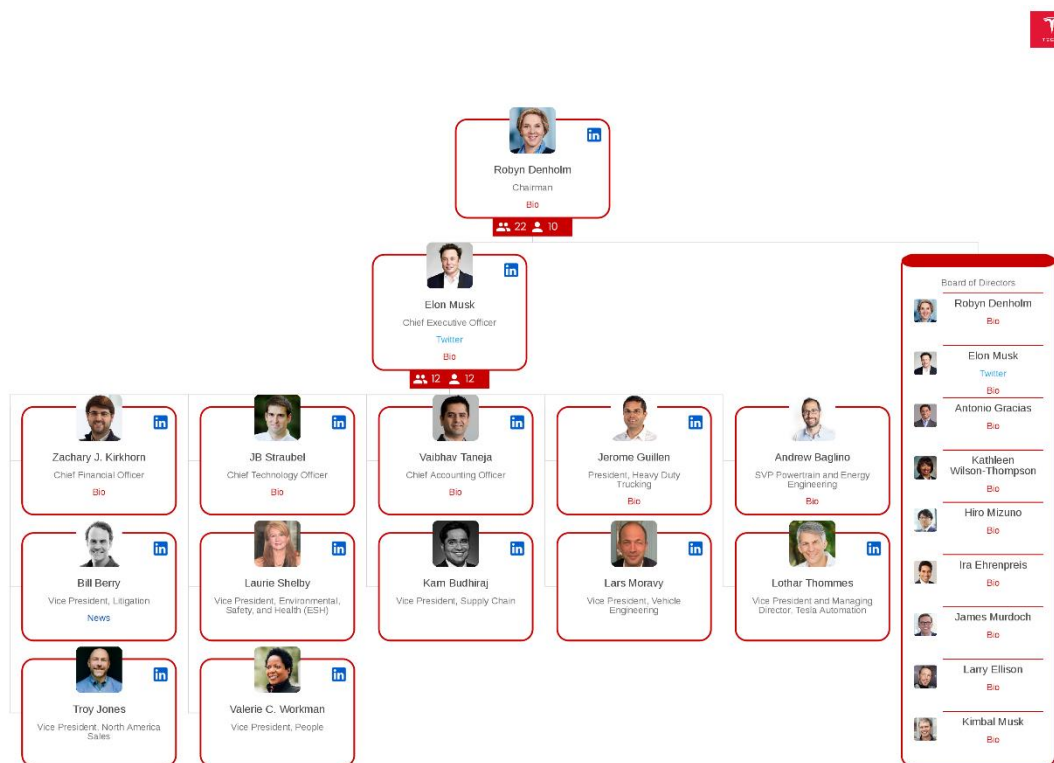 Robyn Denholm
Chairman
Bio
22 10
Elon Musk
Chief Executive Officer
Twitter
Bio
12 12
Zachary J. Kirkhorn
Chief Financial Officer
Bio
JB Straubel
Chief Technology Officer
Bio
Vaibhav Taneja
Chief Accounting Officer
Bio
Jerome Guillen
President, Heavy Duty
Trucking
Bio
Andrew Baglino
SVP Powertrain and Energy
Engineering
Bio
Bill Berry
Vice President, Litigation
News
Laurie Shelby
Vice President, Environmental,
Safety, and Health (ESH)
Karn Budhiraj
Vice President, Supply Chain
Lars Moravy
Vice President, Vehicle
Engineering
Lothar Thommes
Vice President and Managing
Director, Tesla Automation
Troy Jones
Vice President, North America
Sales
Valerie C. Workman
Vice President, People
Board of Directors
Robyn Denholm
Bio
Elon Musk
Twitter
Bio
Antonio Gracias
Bio
Kathleen
Wilson-Thompson
Bio
Hiro Mizuno
Bio
Ira Ehrenpreis
Bio
James Murdoch
Bio
Larry Ellison
Bio
Kimbal Musk
Bio